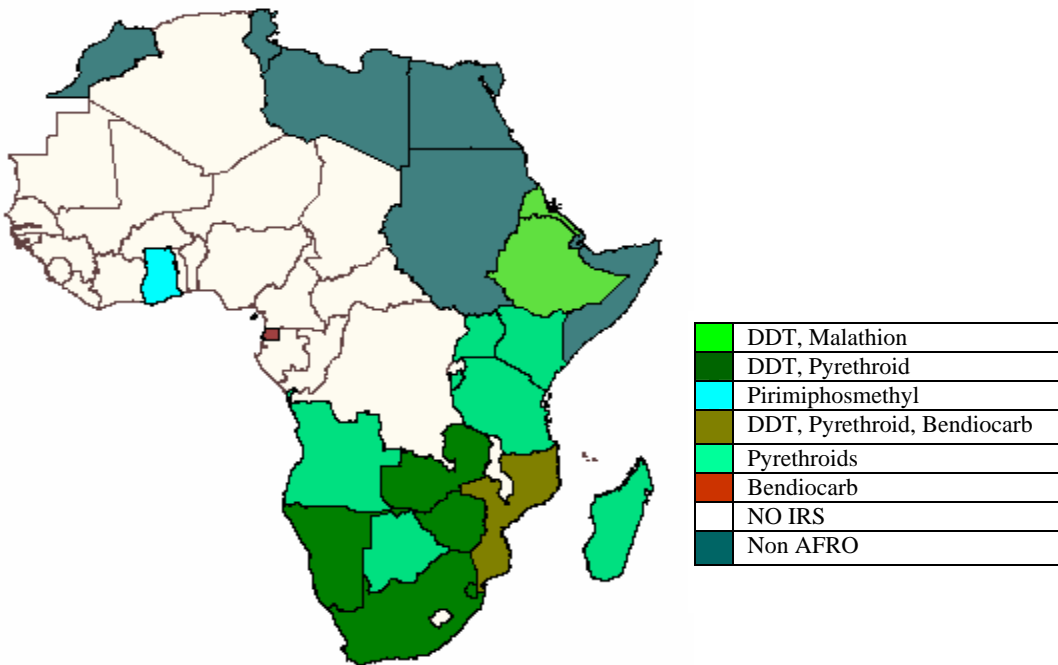 DDT, Malathion
DDT, Pyrethroid
Pirimiphosmethyl
DDT, Pyrethroid, Bendiocarb
Pyrethroids
Bendiocarb
NO IRS
Non AFRO